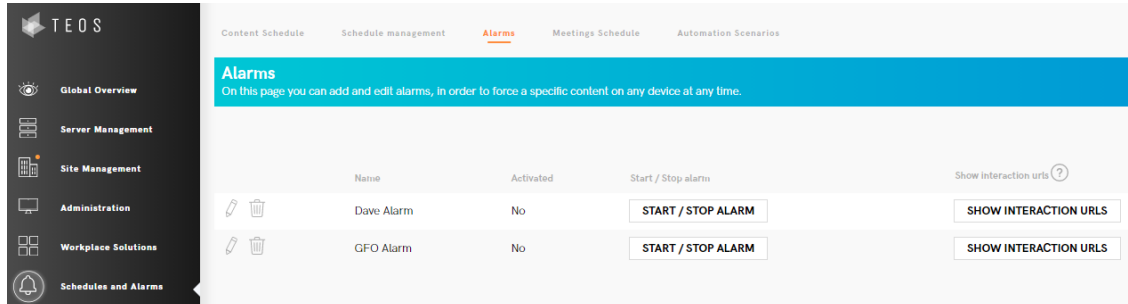 TEOS
Content Schedule Schedule management Alarms Meetings Schedule Automation Scenarios
Alarms
On this page you can add and edit alarms, in order to force a specific content on any device at any time.
Global Overview
Server Management
Site Management
Administration
Workplace Solutions
Schedules and Alarms
Name Activated Start / Stop alarm Show interaction urls ?
Dave Alarm No START / STOP ALARM SHOW INTERACTION URLS
GFO Alarm No START / STOP ALARM SHOW INTERACTION URLS